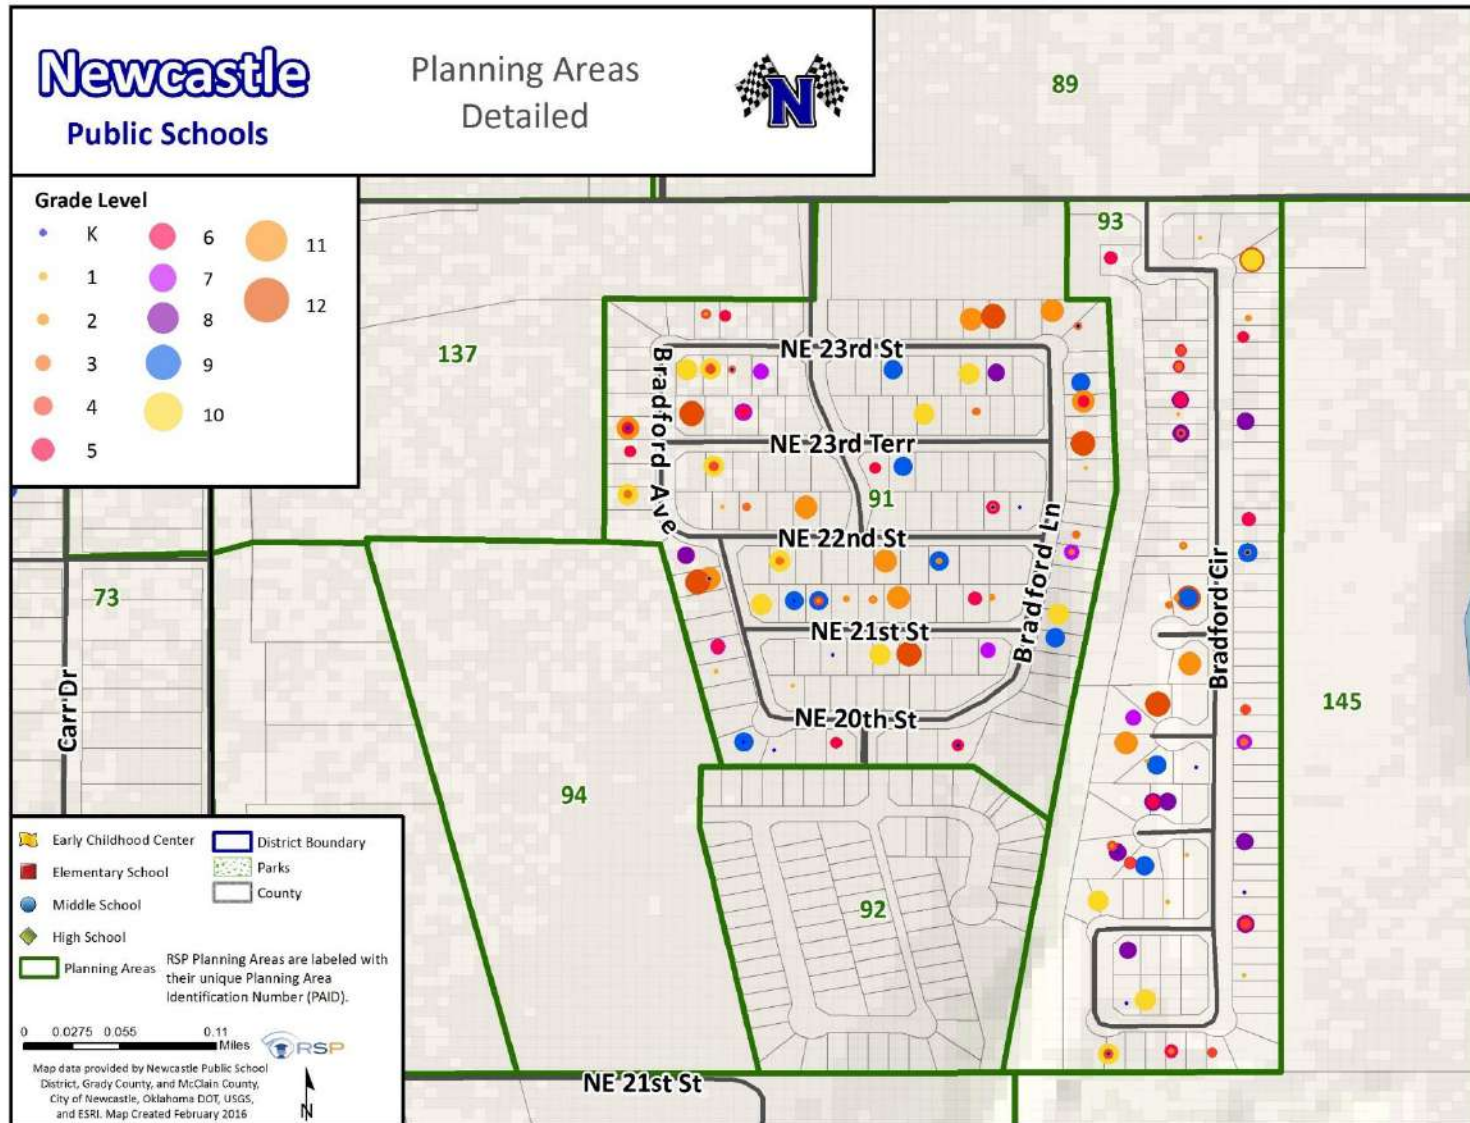 Newcastle
Public Schools
Planning Areas
Detailed
N
Grade Level
K
1
2
3
4
5
6
7
8
9
10
11
12
89
93
137
NE 23rd St
Bradford Ave
NE 23rd Terr
91
NE 22nd St
Bradford Ln
NE 21st St
Bradford Cir
NE 20th St
73
Carr Dr
94
145
92
NE 21st St
Early Childhood Center
Elementary School
Middle School
High School
Planning Areas
District Boundary
Parks
County
RSP Planning Areas are labeled with
their unique Planning Area
Identification Number (PAID).
0 0.0275 0.055 0.11
Miles
RSP
Map data provided by Newcastle Public School
District, Grady County, and McClain County,
City of Newcastle, Oklahoma DOT, USGS,
and ESRI. Map Created February 2016
N